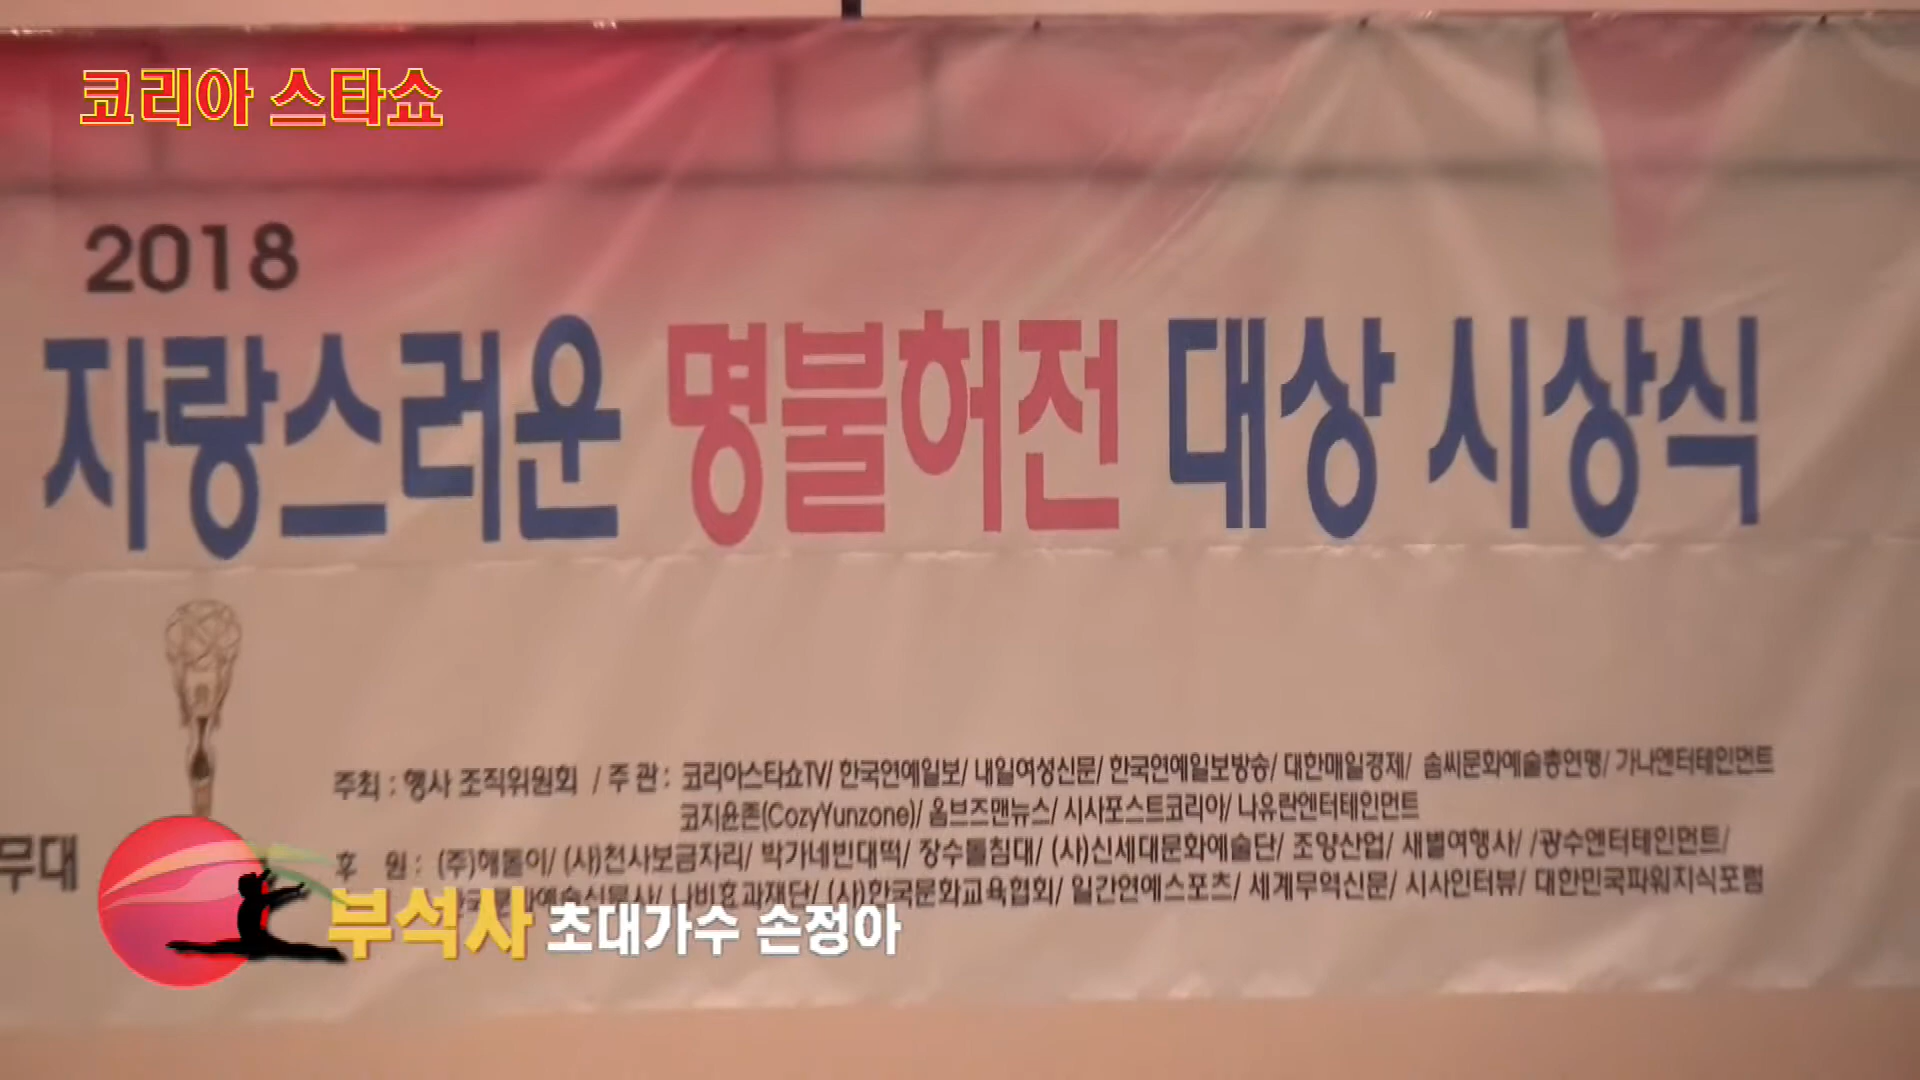 코리아 스타쇼
2018
자랑스러운 명불허전 대상 시상식
주최 : 행사 조직위원회 / 주 관 : 코리아스타쇼TV/ 한국연예일보/ 내일여성신문/ 한국연예일보방송/ 대한매일경제/ 솜씨문화예술총연맹/ 가나엔터테인먼트
코지윤존(CozyYunzone)/ 옴브즈맨뉴스/ 시사포스트코리아/ 나유란엔터테인먼트
무대
후 원 : (주)해돌이/ (사)천사보금자리/ 박가네빈대떡/ 장수돌침대/ (사)신세대문화예술단/ 조양산업/ 새별여행사/ /광수엔터테인먼트/
나비효과재단/ (사)한국문화교육협회/ 일간연예스포츠/ 세계무역신문/ 시사인터뷰/ 대한민국파워지식포럼
부석사 초대가수 손정아